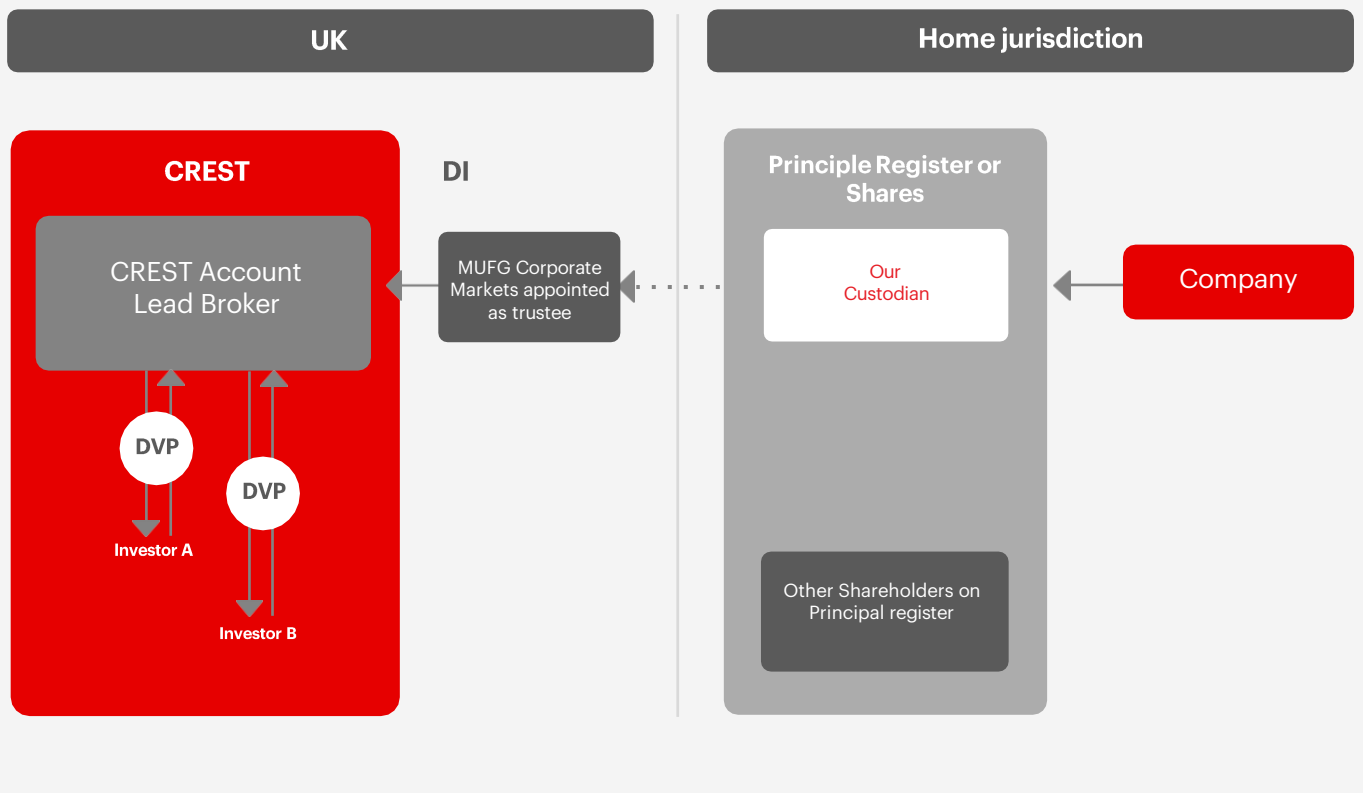 UK
Home jurisdiction
CREST
DI
Principle Register or
Shares
CREST Account
Lead Broker
MUFG Corporate
Markets appointed
as trustee
Our
Custodian
Company
DVP
DVP
Investor A
Investor B
Other Shareholders on
Principal register